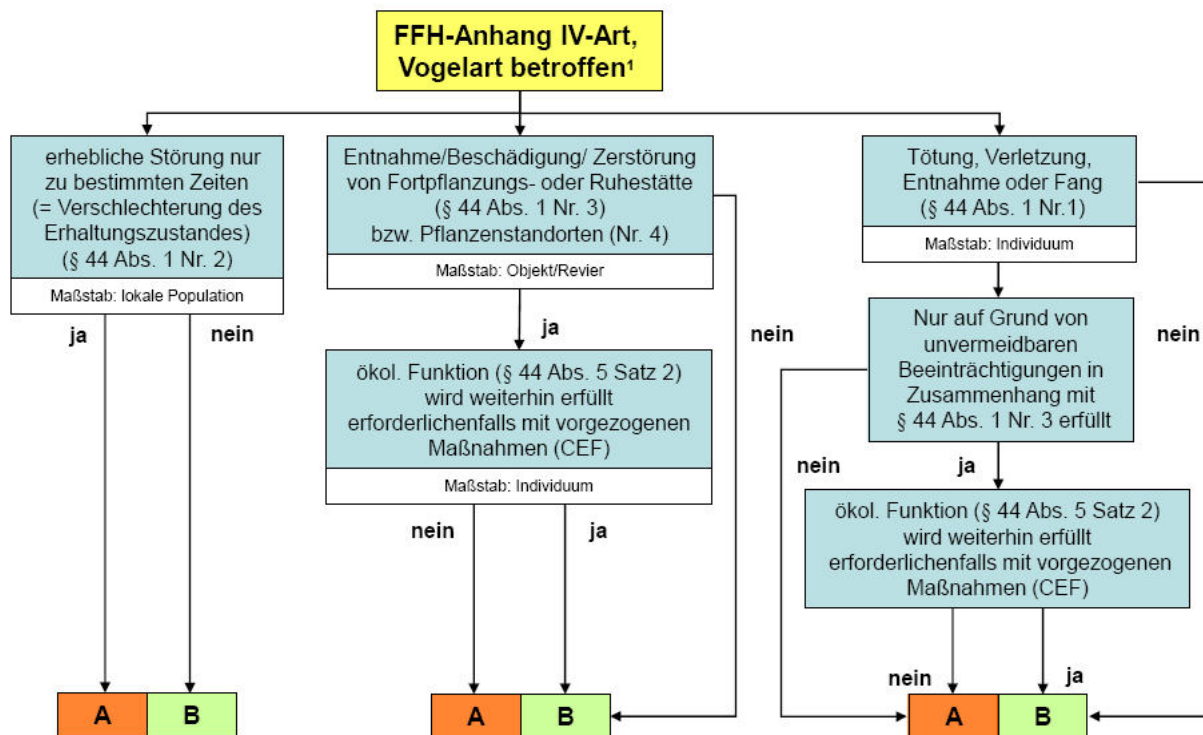 FFH-Anhang IV-Art,
Vogelart betroffen¹
erhebliche Störung nur
zu bestimmten Zeiten
(= Verschlechterung des
Erhaltungszustandes)
(§ 44 Abs. 1 Nr. 2)
Maßstab: lokale Population
ja
nein
A
B
Entnahme/Beschädigung/ Zerstörung
von Fortpflanzungs- oder Ruhestätte
(§ 44 Abs. 1 Nr. 3)
bzw. Pflanzenstandorten (Nr. 4)
Maßstab: Objekt/Revier
ja
nein
ökol. Funktion (§ 44 Abs. 5 Satz 2)
wird weiterhin erfüllt
erforderlichenfalls mit vorgezogenen
Maßnahmen (CEF)
Maßstab: Individuum
nein
ja
A
B
Tötung, Verletzung,
Entnahme oder Fang
(§ 44 Abs. 1 Nr.1)
Maßstab: Individuum
nein
Nur auf Grund von
unvermeidbaren
Beeinträchtigungen in
Zusammenhang mit
§ 44 Abs. 1 Nr. 3 erfüllt
nein
ja
ökol. Funktion (§ 44 Abs. 5 Satz 2)
wird weiterhin erfüllt
erforderlichenfalls mit vorgezogenen
Maßnahmen (CEF)
nein
ja
A
B